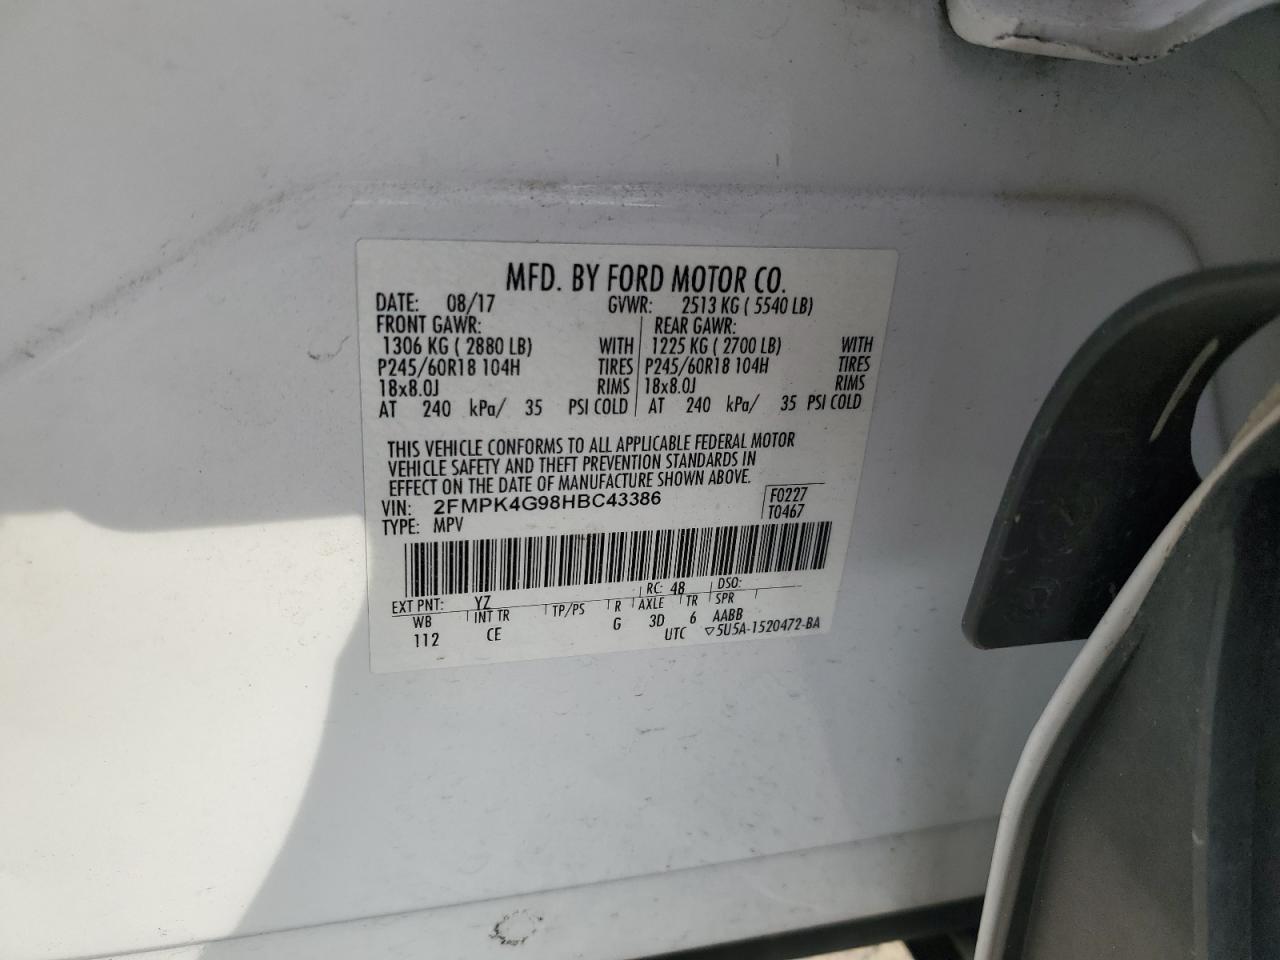 MFD. BY FORD MOTOR CO.
DATE: 08/17 GVWR: 2513 KG ( 5540 LB)
FRONT GAWR: REAR GAWR:
1306 KG ( 2880 LB) WITH 1225 KG ( 2700 LB) WITH
P245/60R18 104H TIRES P245/60R18 104H TIRES
18x8.0J RIMS 18x8.0J RIMS
AT 240 kPa/ 35 PSI COLD AT 240 kPa/ 35 PSI COLD
THIS VEHICLE CONFORMS TO ALL APPLICABLE FEDERAL MOTOR
VEHICLE SAFETY AND THEFT PREVENTION STANDARDS IN
EFFECT ON THE DATE OF MANUFACTURE SHOWN ABOVE.
VIN: 2FMPK4G98HBC43386 F0227
TYPE: MPV T0467
EXT PNT: YZ RC: 48 DSO:
WB INT TR TP/PS R AXLE TR SPR
112 CE G 3D 6 AABB
UTC ▽5U5A-1520472-BA